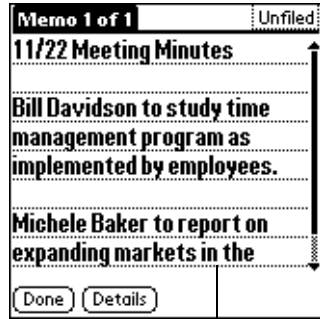 Memo 1 of 1
Unfiled
11/22 Meeting Minutes
Bill Davidson to study time
management program as
implemented by employees.
Michele Baker to report on
expanding markets in the
Done
Details